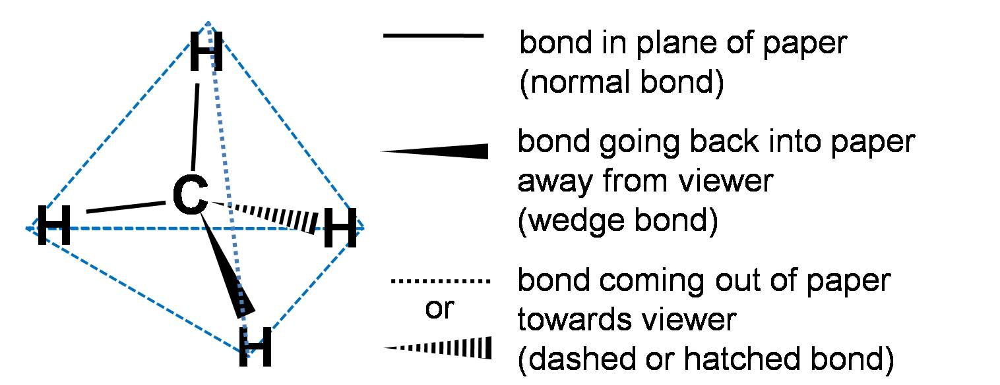 H
C
H
H
H
bond in plane of paper
(normal bond)
bond going back into paper
away from viewer
(wedge bond)
or
bond coming out of paper
towards viewer
(dashed or hatched bond)